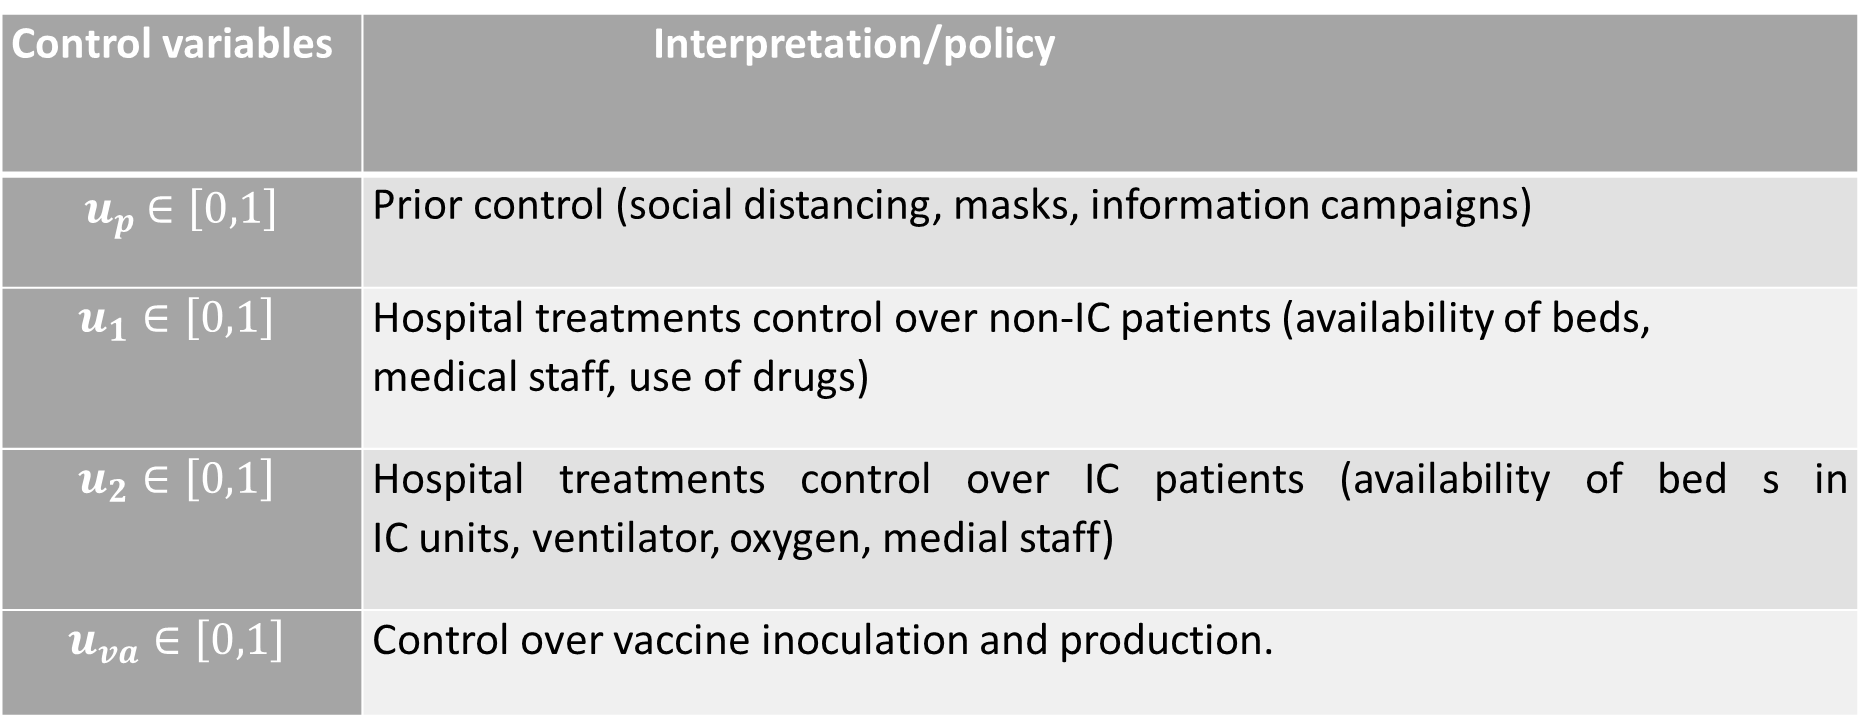 Control variables Interpretation/policy
u_p ∈ [0,1] Prior control (social distancing, masks, information campaigns)
u_1 ∈ [0,1] Hospital treatments control over non-IC patients (availability of beds,
medical staff, use of drugs)
u_2 ∈ [0,1] Hospital treatments control over IC patients (availability of bed s in
IC units, ventilator, oxygen, medial staff)
u_va ∈ [0,1] Control over vaccine inoculation and production.